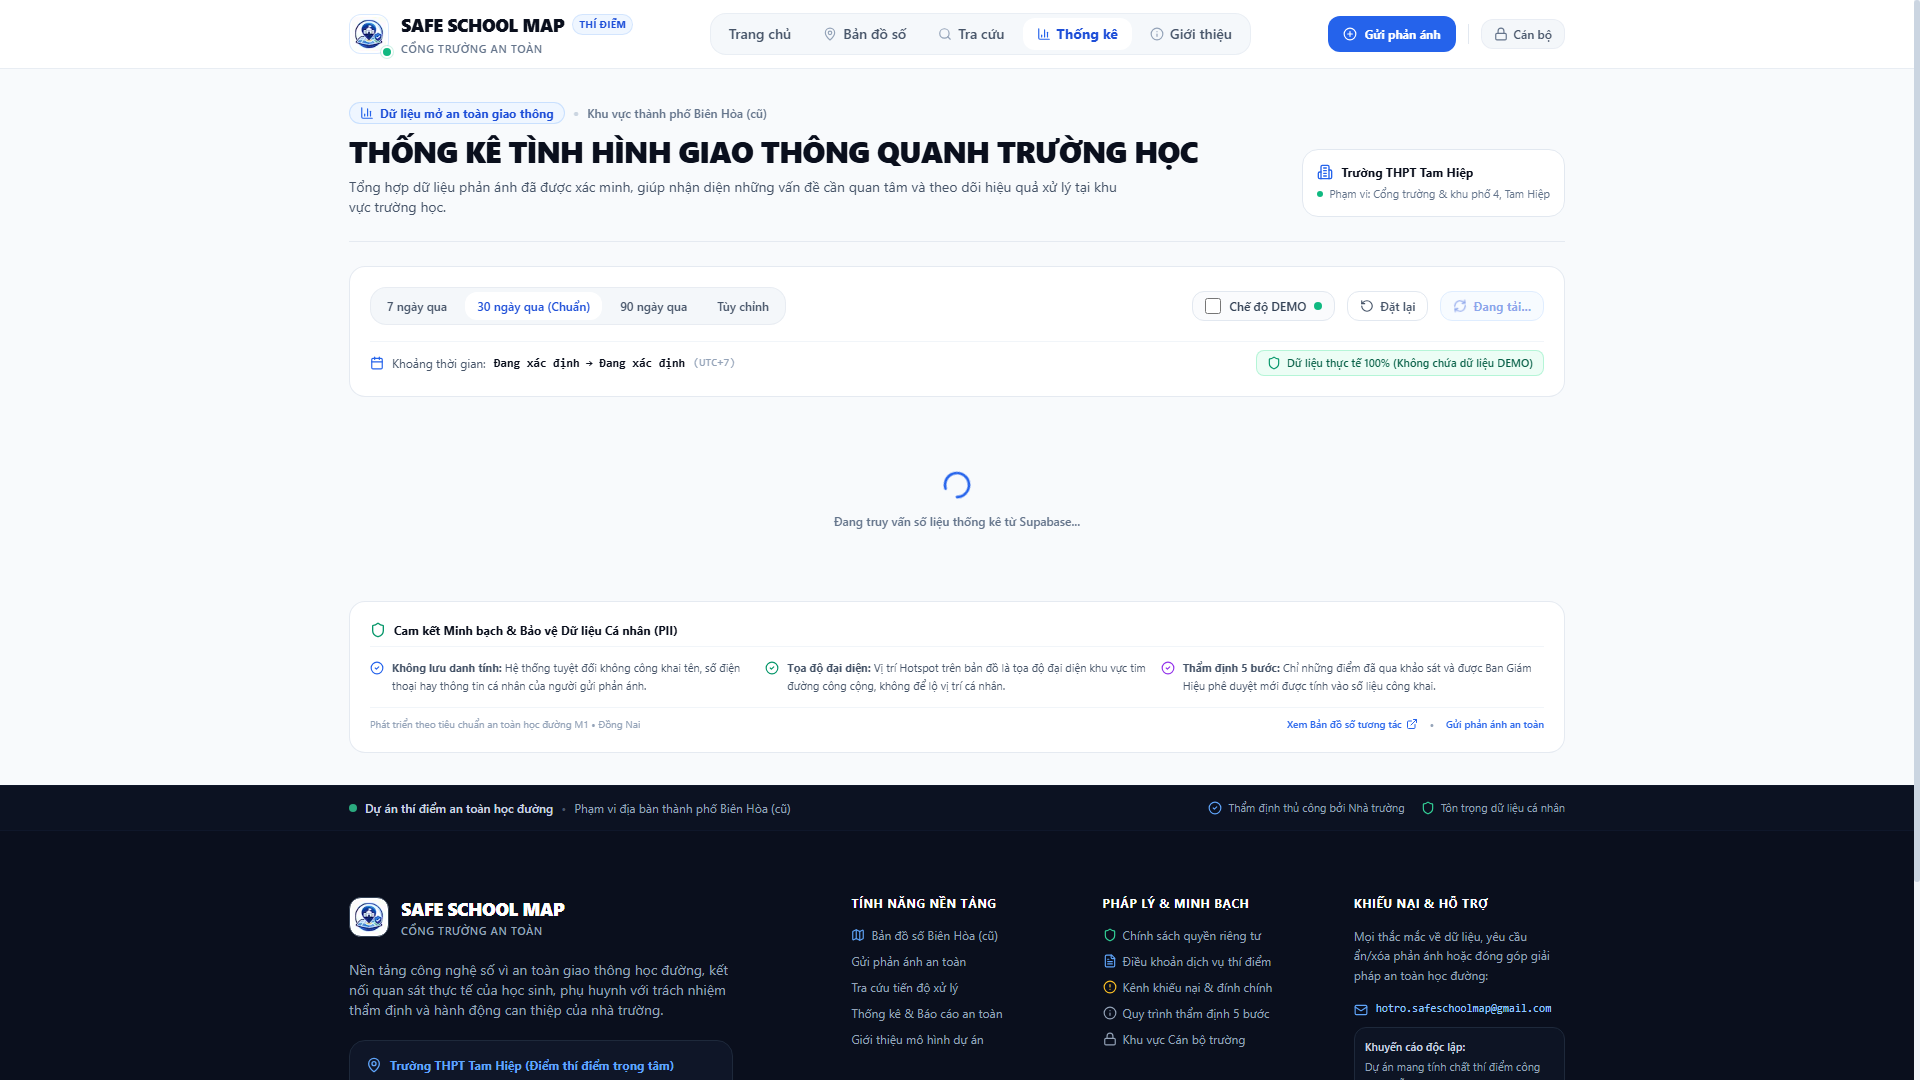 SAFE SCHOOL MAP THÍ ĐIỂM
CỔNG TRƯỜNG AN TOÀN
Trang chủ Bản đồ số Tra cứu Thống kê Giới thiệu
Gửi phản ánh Cán bộ
Dữ liệu mở an toàn giao thông • Khu vực thành phố Biên Hòa (cũ)
THỐNG KÊ TÌNH HÌNH GIAO THÔNG QUANH TRƯỜNG HỌC
Tổng hợp dữ liệu phản ánh đã được xác minh, giúp nhận diện những vấn đề cần quan tâm và theo dõi hiệu quả xử lý tại khu
vực trường học.
Trường THPT Tam Hiệp
Phạm vi: Cổng trường & khu phố 4, Tam Hiệp
7 ngày qua 30 ngày qua (Chuẩn) 90 ngày qua Tùy chỉnh
Chế độ DEMO Đặt lại Đang tải...
Khoảng thời gian: Đang xác định → Đang xác định (UTC+7)
Dữ liệu thực tế 100% (Không chứa dữ liệu DEMO)
Đang truy vấn số liệu thống kê từ Supabase...
Cam kết Minh bạch & Bảo vệ Dữ liệu Cá nhân (PII)
Không lưu danh tính: Hệ thống tuyệt đối không công khai tên, số điện
thoại hay thông tin cá nhân của người gửi phản ánh.
Tọa độ đại diện: Vị trí Hotspot trên bản đồ là tọa độ đại diện khu vực tim
đường công cộng, không để lộ vị trí cá nhân.
Thẩm định 5 bước: Chỉ những điểm đã qua khảo sát và được Ban Giám
Hiệu phê duyệt mới được tính vào số liệu công khai.
Phát triển theo tiêu chuẩn an toàn học đường M1 • Đồng Nai
Xem Bản đồ số tương tác • Gửi phản ánh an toàn
Dự án thí điểm an toàn học đường • Phạm vi địa bàn thành phố Biên Hòa (cũ)
Thẩm định thủ công bởi Nhà trường Tôn trọng dữ liệu cá nhân
SAFE SCHOOL MAP
CỔNG TRƯỜNG AN TOÀN
Nền tảng công nghệ số vì an toàn giao thông học đường, kết
nối quan sát thực tế của học sinh, phụ huynh với trách nhiệm
thẩm định và hành động can thiệp của nhà trường.
Trường THPT Tam Hiệp (Điểm thí điểm trọng tâm)
TÍNH NĂNG NỀN TẢNG
Bản đồ số Biên Hòa (cũ)
Gửi phản ánh an toàn
Tra cứu tiến độ xử lý
Thống kê & Báo cáo an toàn
Giới thiệu mô hình dự án
PHÁP LÝ & MINH BẠCH
Chính sách quyền riêng tư
Điều khoản dịch vụ thí điểm
Kênh khiếu nại & đính chính
Quy trình thẩm định 5 bước
Khu vực Cán bộ trường
KHIẾU NẠI & HỖ TRỢ
Mọi thắc mắc về dữ liệu, yêu cầu
ẩn/xóa phản ánh hoặc đóng góp giải
pháp an toàn học đường:
hotro.safeschoolmap@gmail.com
Khuyến cáo độc lập:
Dự án mang tính chất thí điểm công